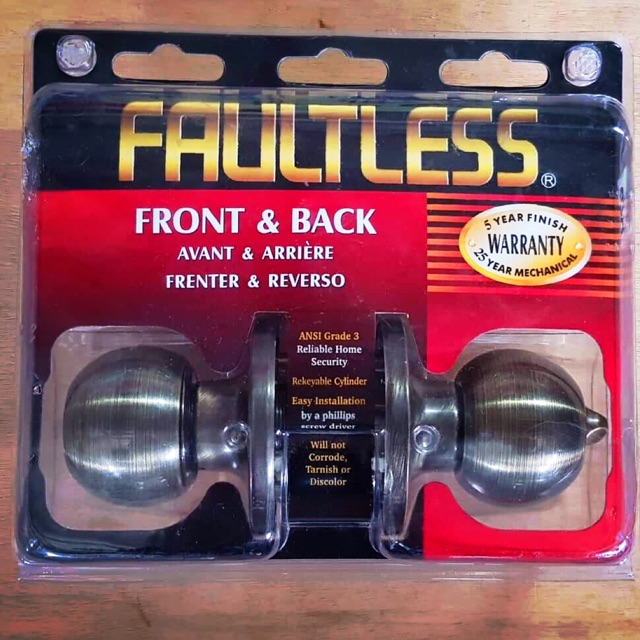 FAULTLESS®
FRONT & BACK
AVANT & ARRIÈRE
FRENTER & REVERSO
5 YEAR FINISH
WARRANTY
25 YEAR MECHANICAL
ANSI Grade 3
Reliable Home
Security
Rekeyable Cylinder
Easy Installation
by a phillips
screw driver
Will not
Corrode,
Tarnish or
Discolor